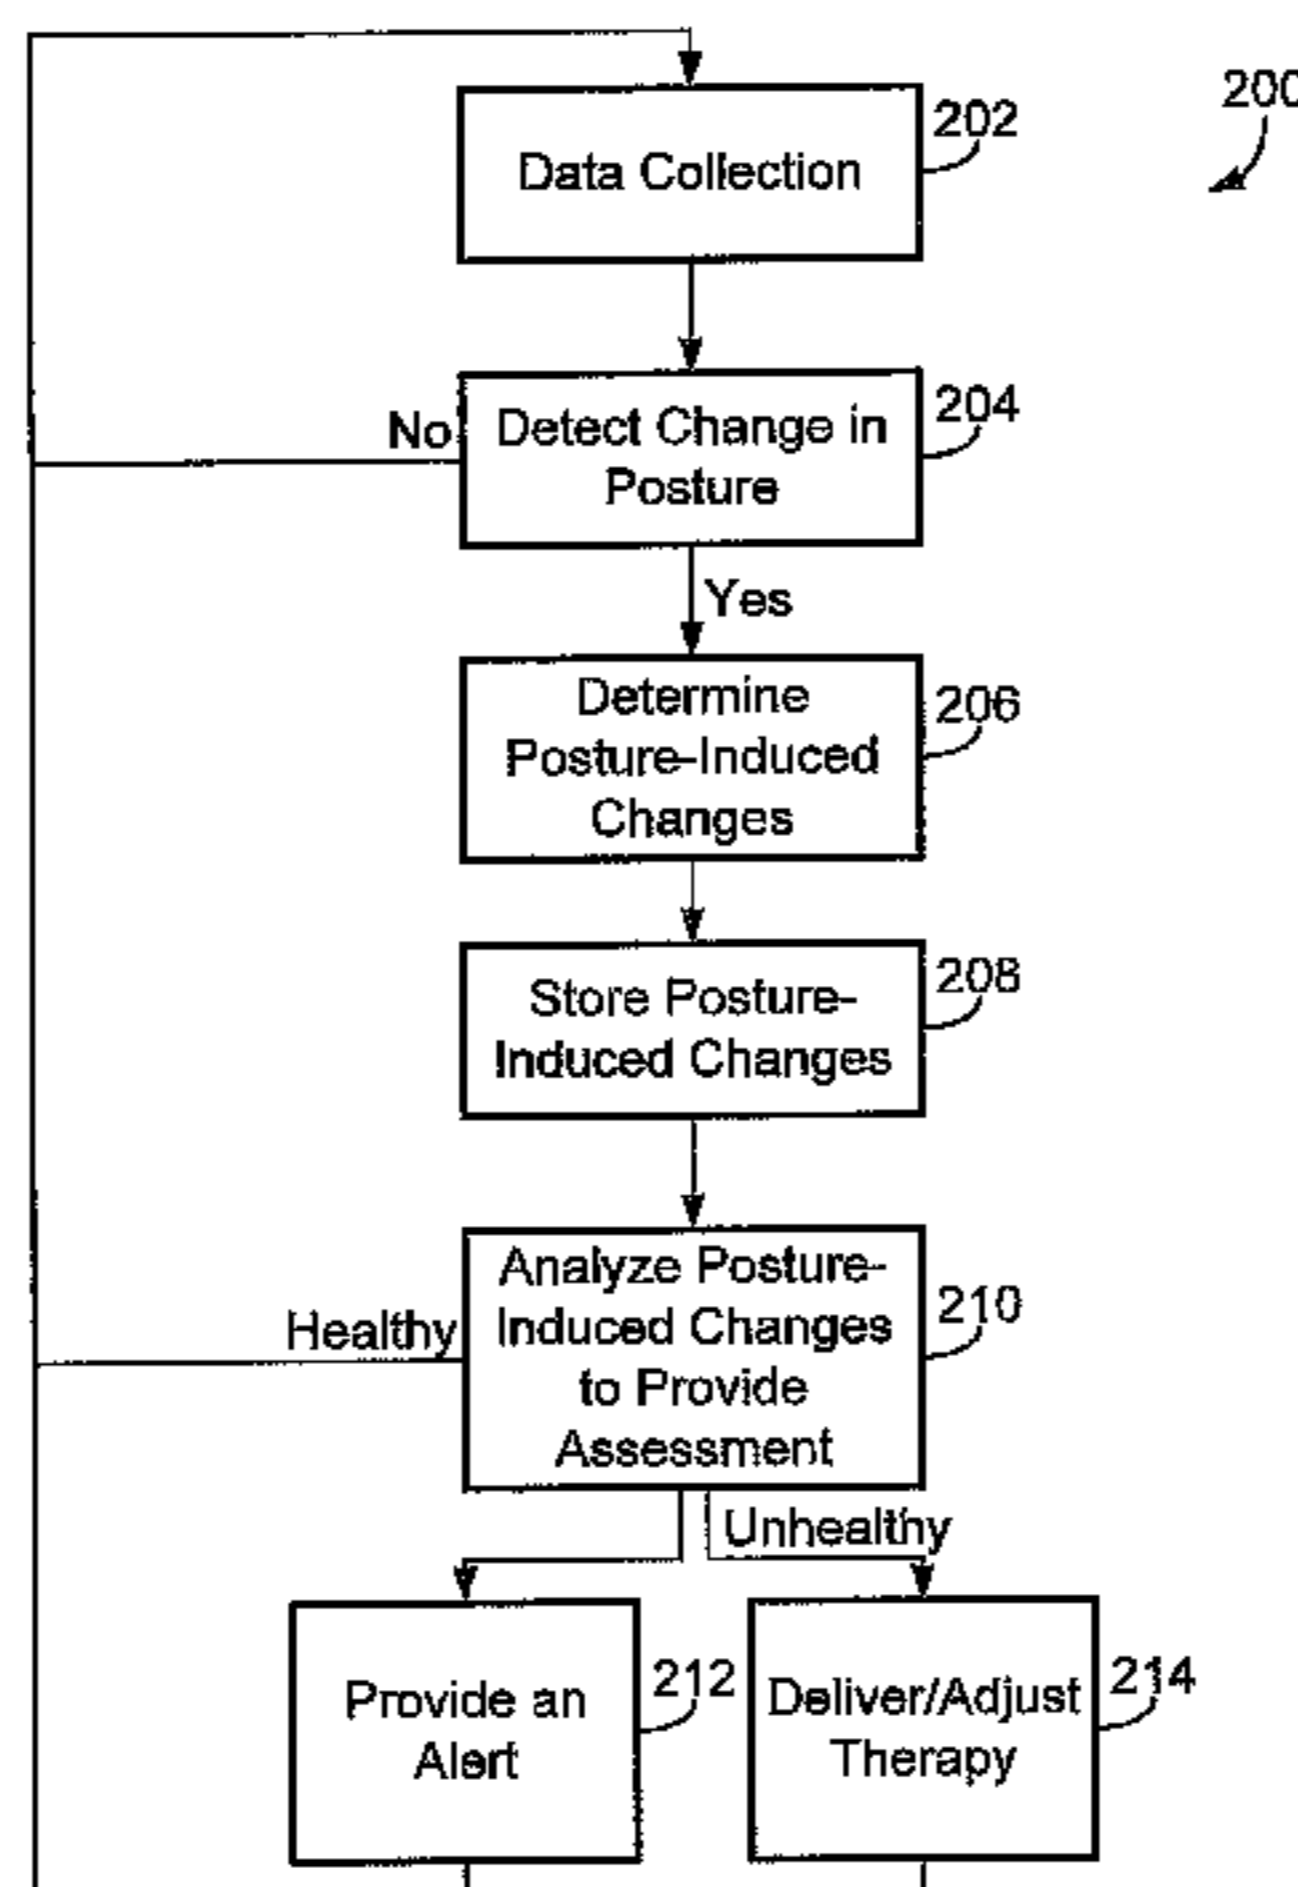 200
Data Collection
202
Detect Change in
Posture
204
No
Yes
Determine
Posture-Induced
Changes
206
Store Posture-
Induced Changes
208
Analyze Posture-
Induced Changes
to Provide
Assessment
210
Healthy
Unhealthy
Provide an
Alert
212
Deliver/Adjust
Therapy
214